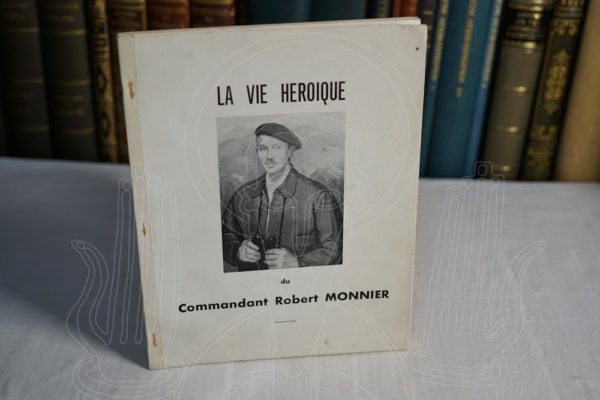 LA VIE HEROIQUE
du
Commandant Robert MONNIER